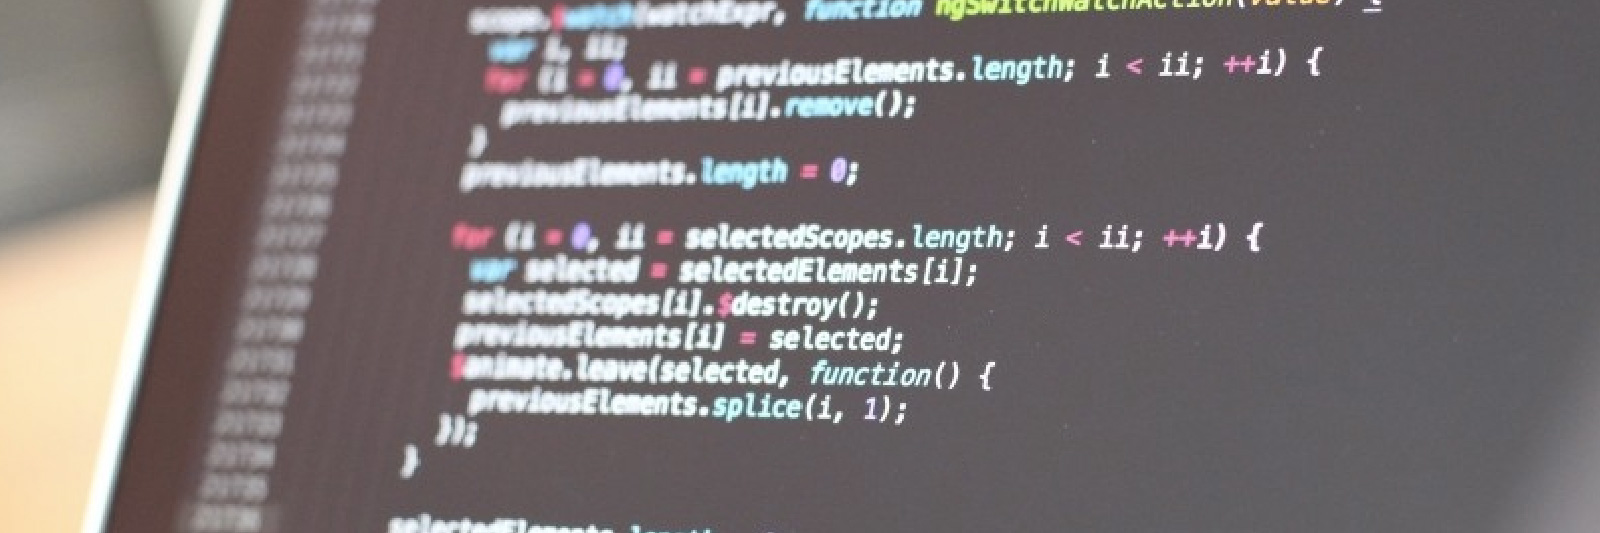 scope.$watch(watchExpr, function ngSwitchWatchAction(value) {
var i, ii;
for (i = 0, ii = previousElements.length; i < ii; ++i) {
previousElements[i].remove();
}
previousElements.length = 0;
for (i = 0, ii = selectedScopes.length; i < ii; ++i) {
var selected = selectedElements[i];
selectedScopes[i].$destroy();
previousElements[i] = selected;
$animate.leave(selected, function() {
previousElements.splice(i, 1);
});
}
selectedElements.length